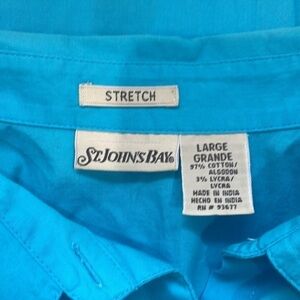 STRETCH
ST. JOHN'S BAY
LARGE
GRANDE
97% COTTON/
ALGODON
3% LYCRA/
LYCRA
MADE IN INDIA
HECHO EN INDIA
RN # 93677